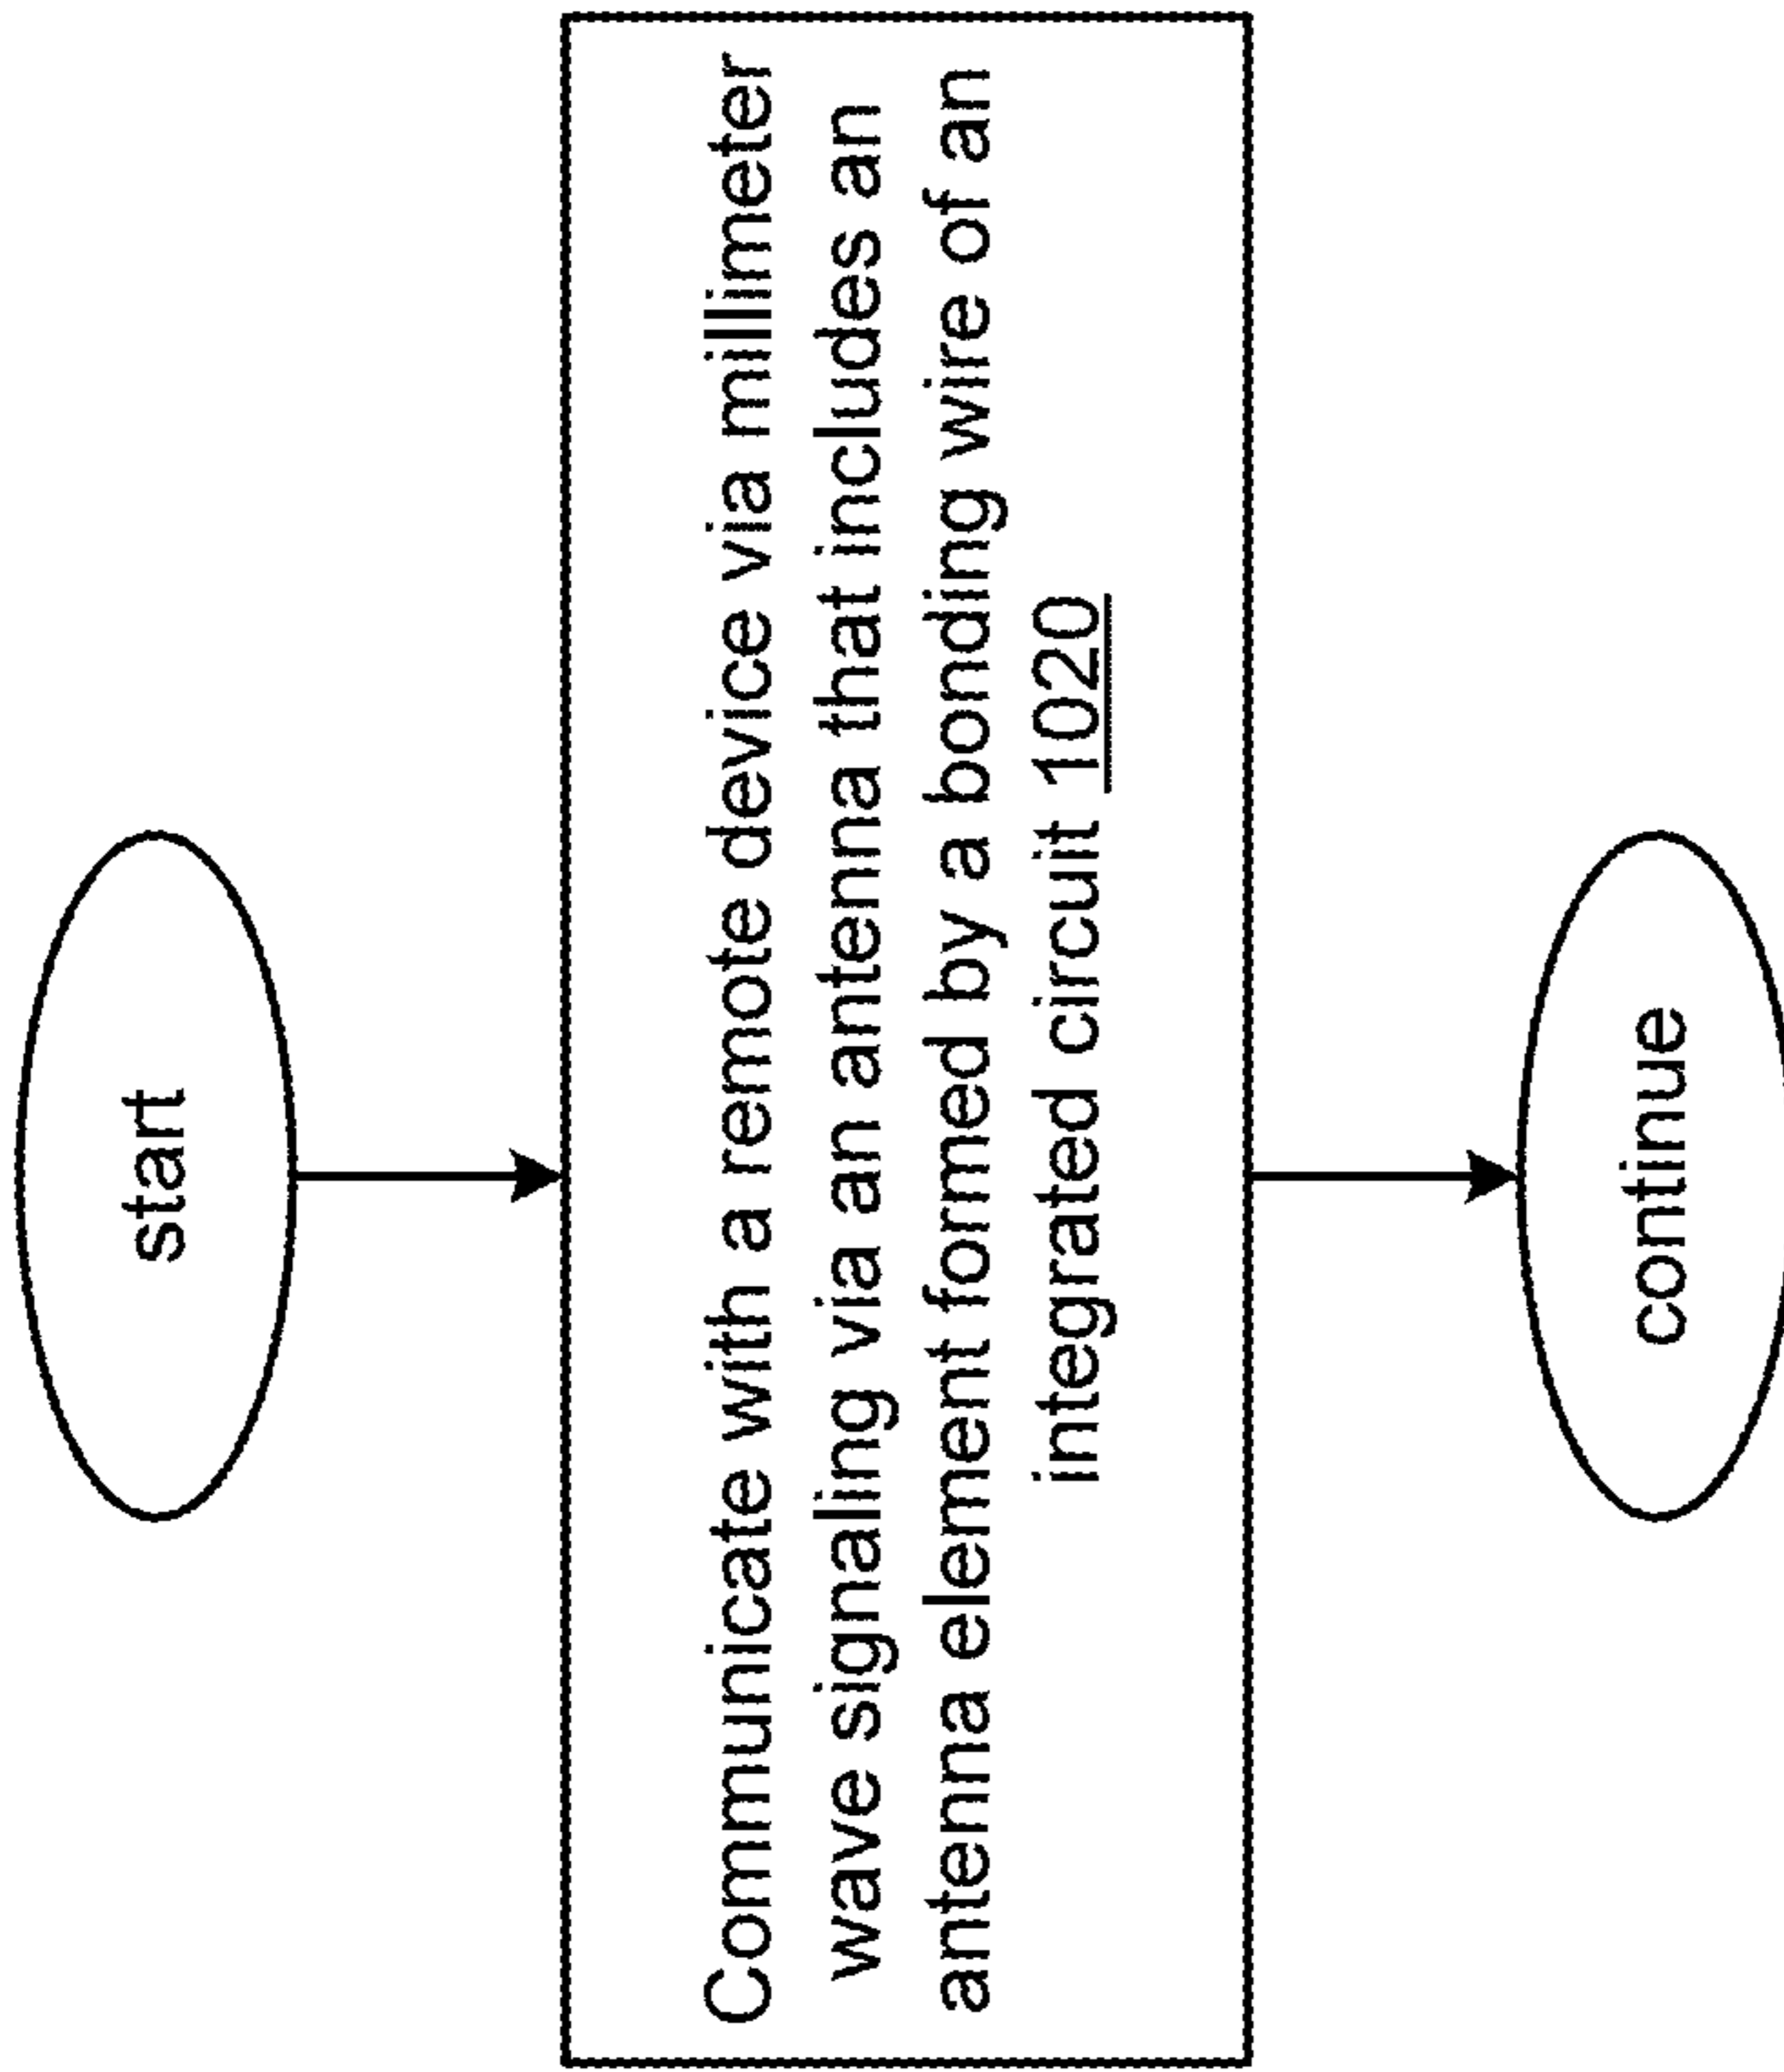 start
Communicate with a remote device via millimeter
wave signaling via an antenna that includes an
antenna element formed by a bonding wire of an
integrated circuit 1020
continue